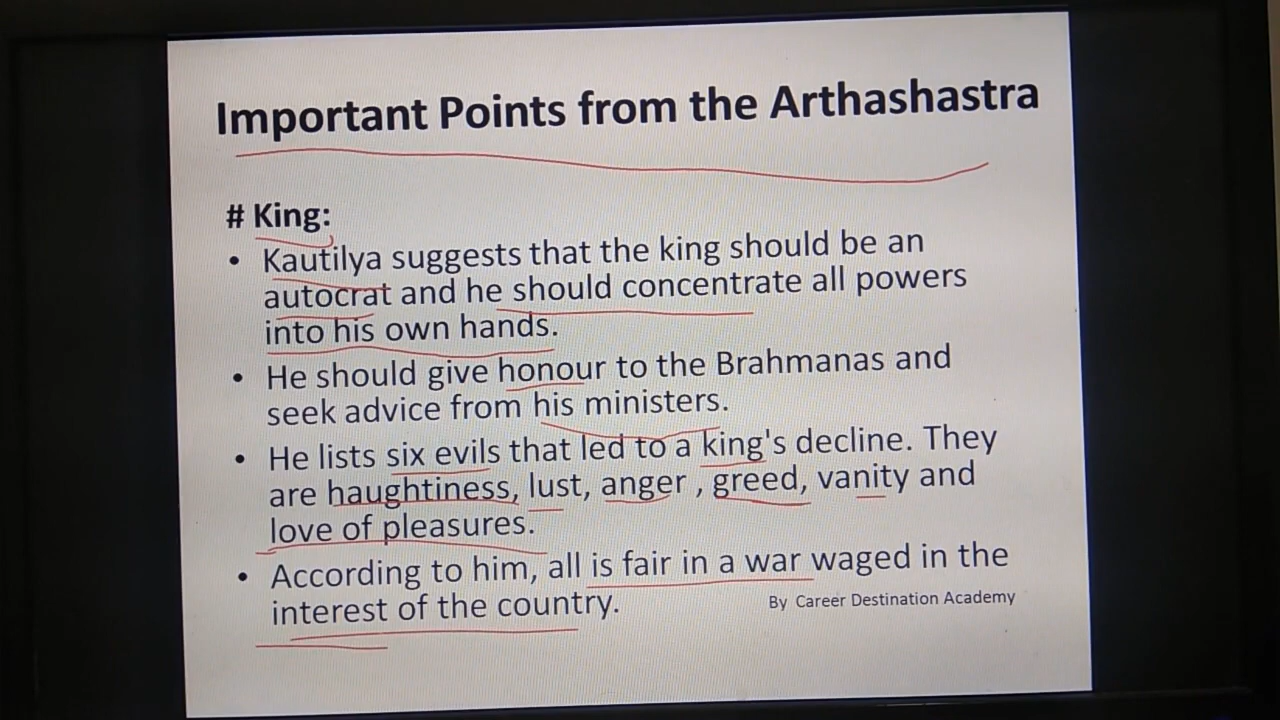 Important Points from the Arthashastra
# King:
• Kautilya suggests that the king should be an
autocrat and he should concentrate all powers
into his own hands.
• He should give honour to the Brahmanas and
seek advice from his ministers.
• He lists six evils that led to a king's decline. They
are haughtiness, lust, anger , greed, vanity and
love of pleasures.
• According to him, all is fair in a war waged in the
interest of the country.
By Career Destination Academy